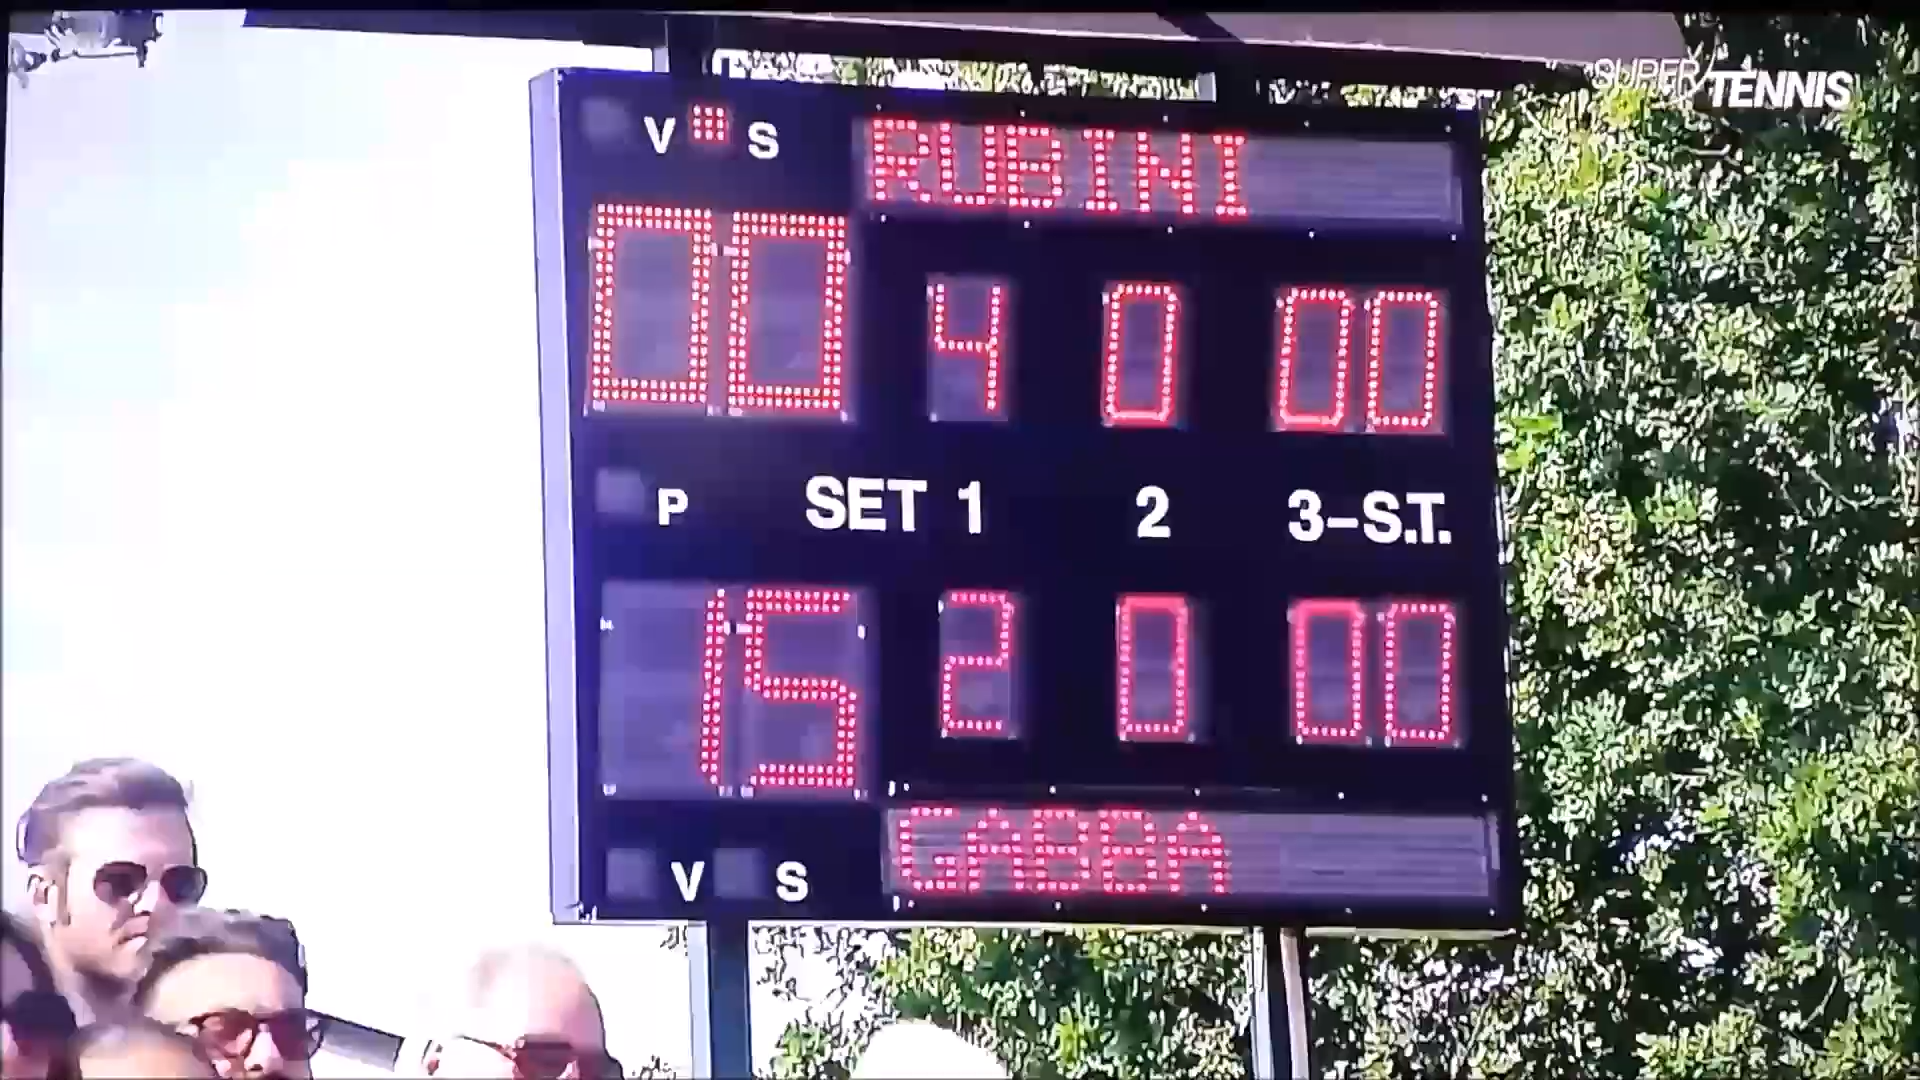 SUPER TENNIS
V S RUBINI
00 4 0 00
P SET 1 2 3-S.T.
15 2 0 00
V S GABBA